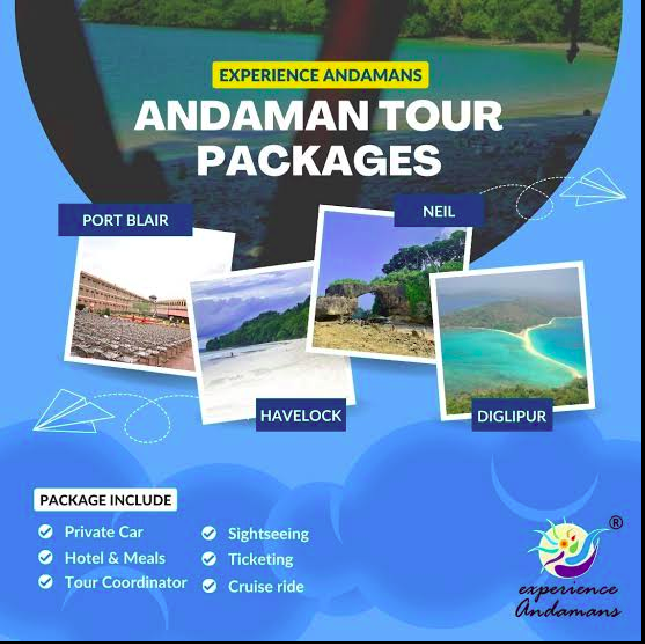 EXPERIENCE ANDAMANS
ANDAMAN TOUR
PACKAGES
PORT BLAIR
NEIL
HAVELOCK
DIGLIPUR
PACKAGE INCLUDE
Private Car
Hotel & Meals
Tour Coordinator
Sightseeing
Ticketing
Cruise ride
®
experience
Andamans